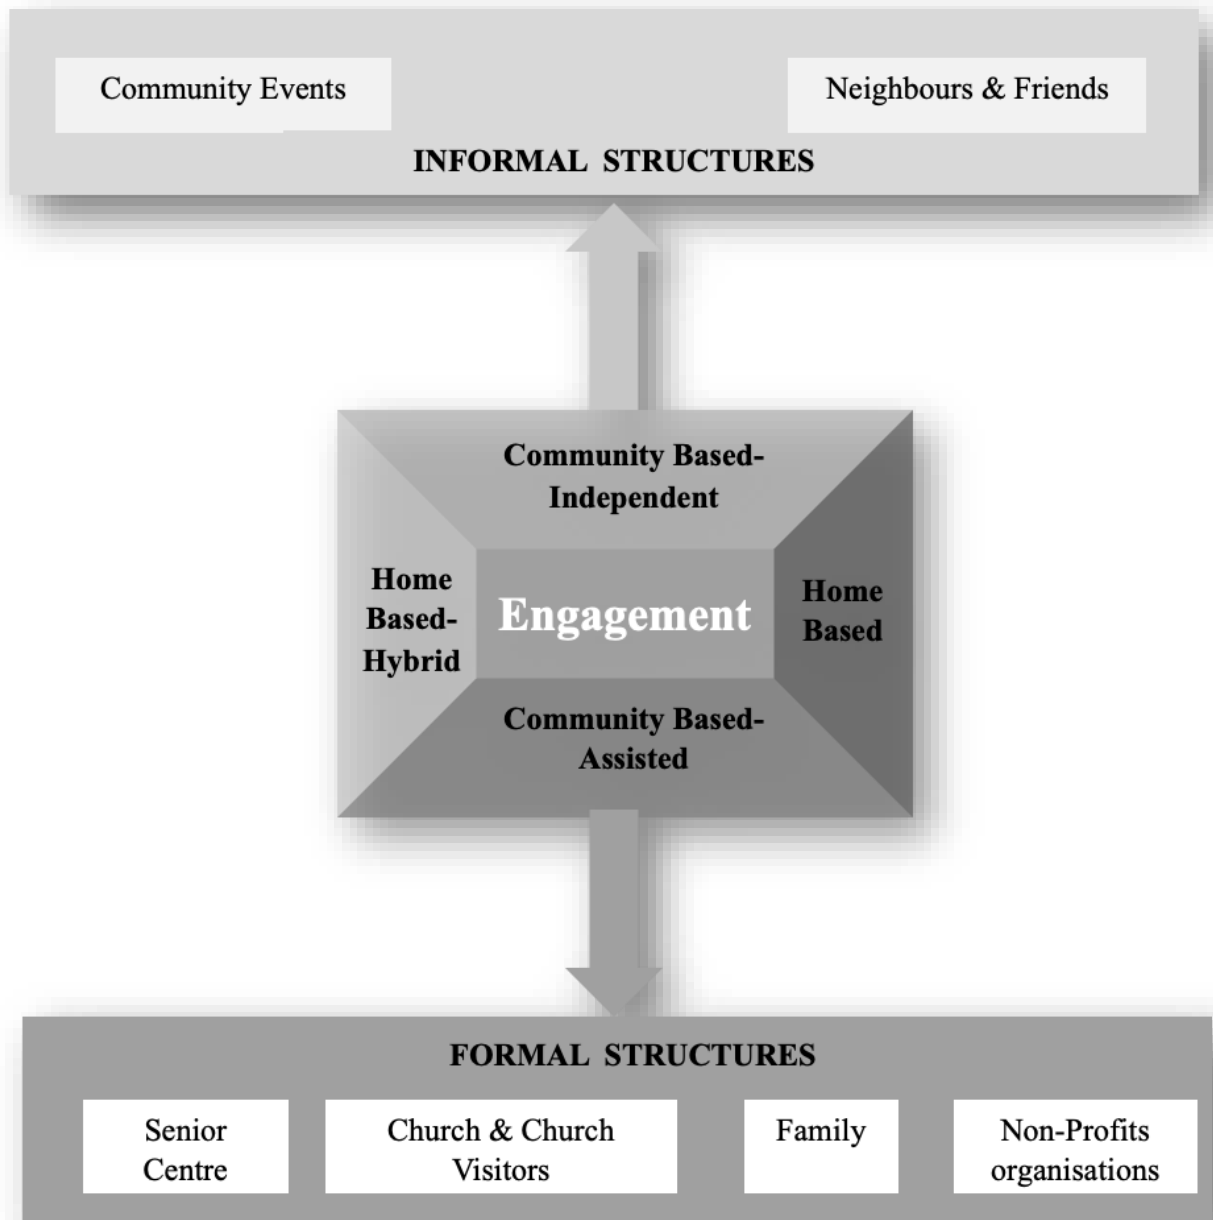 Community Events
Neighbours & Friends
INFORMAL STRUCTURES
Community Based-
Independent
Home
Based-
Hybrid
Engagement
Home
Based
Community Based-
Assisted
FORMAL STRUCTURES
Senior
Centre
Church & Church
Visitors
Family
Non-Profits
organisations